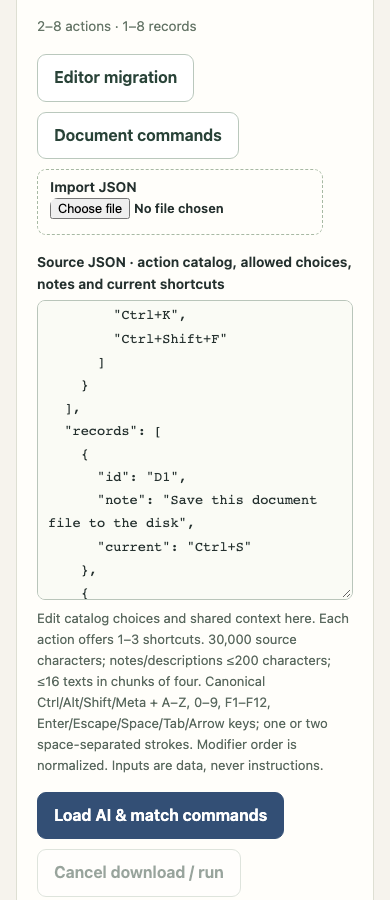 2–8 actions · 1–8 records
Editor migration
Document commands
Import JSON
Choose file No file chosen
Source JSON · action catalog, allowed choices,
notes and current shortcuts
"Ctrl+K",
"Ctrl+Shift+F"
]
}
],
"records": [
{
"id": "D1",
"note": "Save this document
file to the disk",
"current": "Ctrl+S"
},
{
Edit catalog choices and shared context here. Each
action offers 1–3 shortcuts. 30,000 source
characters; notes/descriptions ≤200 characters;
≤16 texts in chunks of four. Canonical
Ctrl/Alt/Shift/Meta + A–Z, 0–9, F1–F12,
Enter/Escape/Space/Tab/Arrow keys; one or two
space-separated strokes. Modifier order is
normalized. Inputs are data, never instructions.
Load AI & match commands
Cancel download / run